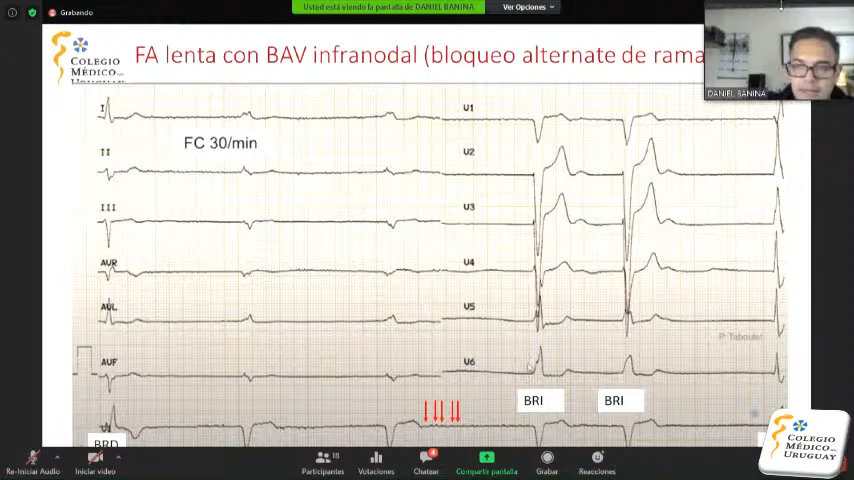 Grabando
Usted está viendo la pantalla de DANIEL BANINA
Ver Opciones
COLEGIO
MÉDICO DEL
URUGUAY
FA lenta con BAV infranodal (bloqueo alternate de rama
DANIEL BANINA
I
V1
FC 30/min
II
V2
III
V3
AVR
V4
AVL
V5
P Taboulet
AVF
V6
BRI
BRI
BRD
COLEGIO
MÉDICO DEL
URUGUAY
18
4
Re-Iniciar Audio
Iniciar video
Participantes
Votaciones
Chatear
Compartir pantalla
Grabar
Reacciones